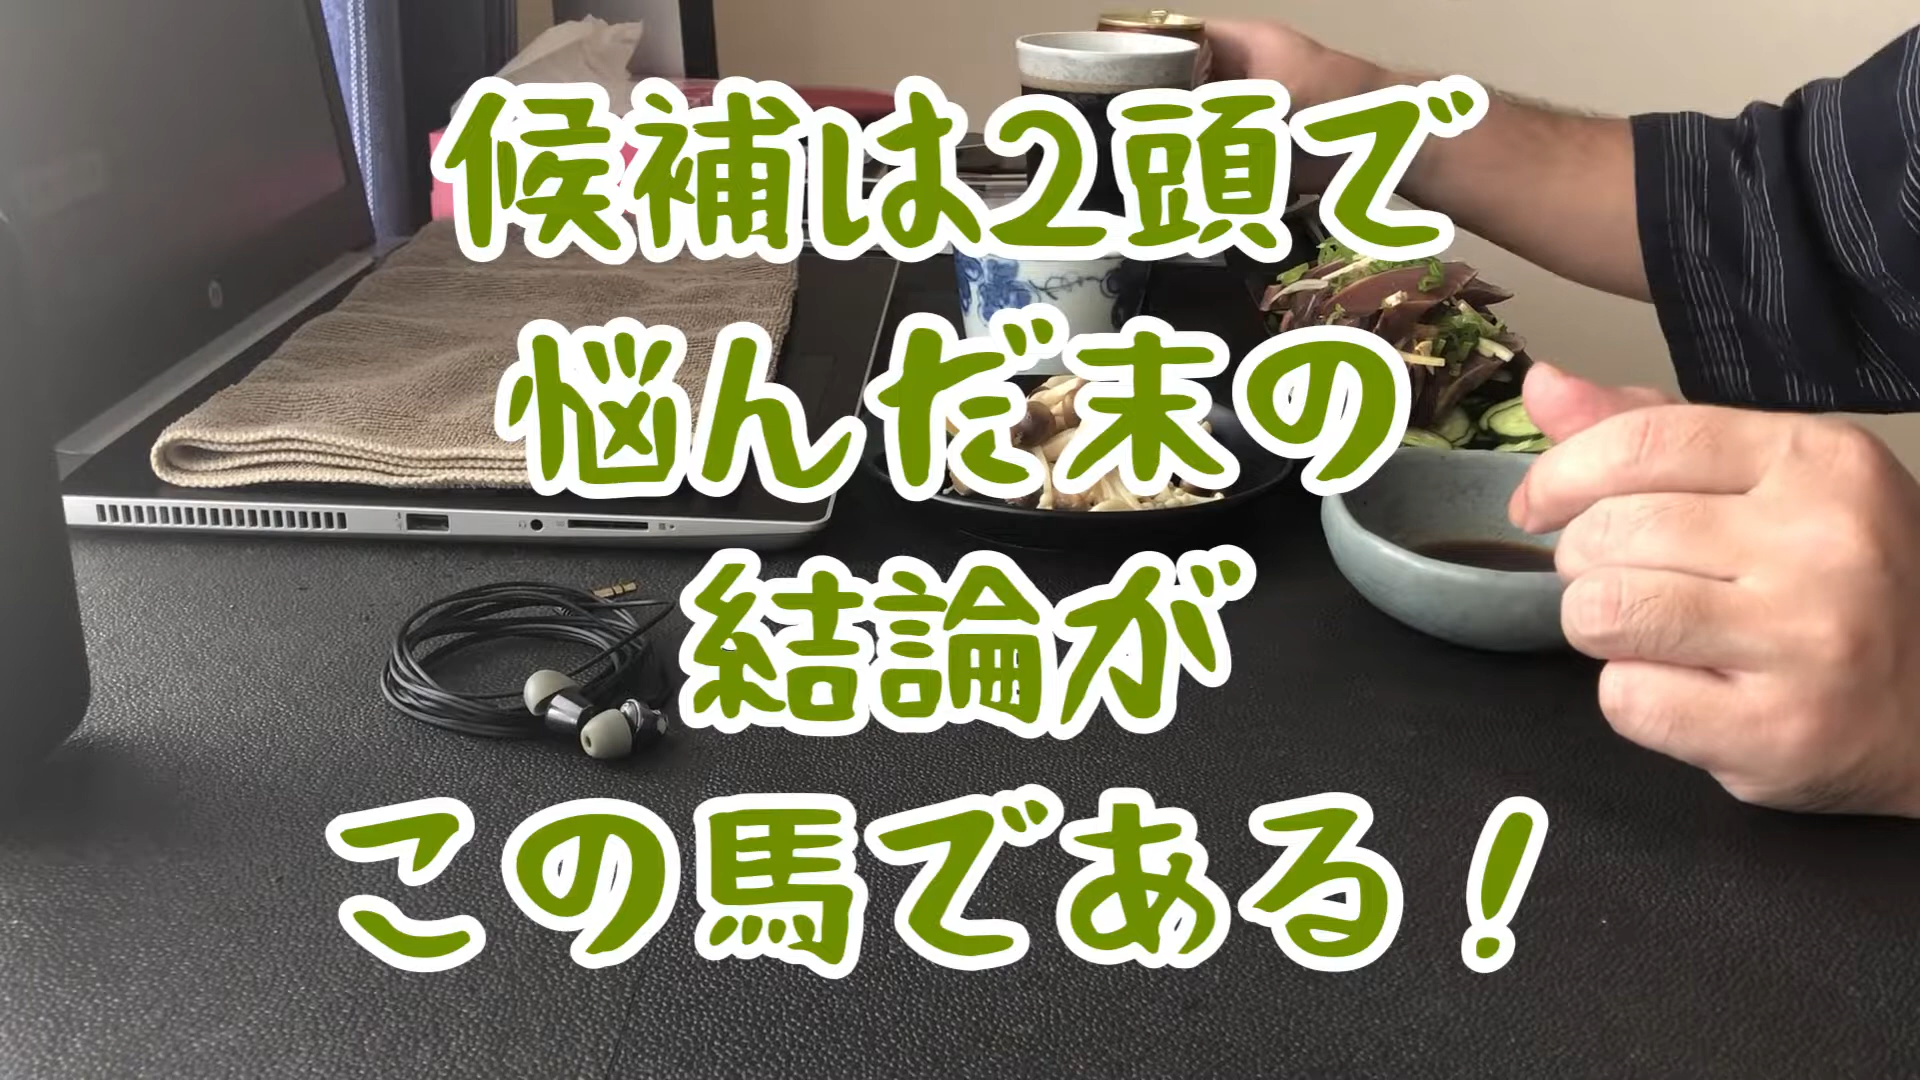 候補は2頭で
悩んだ末の
結論が
この馬である！